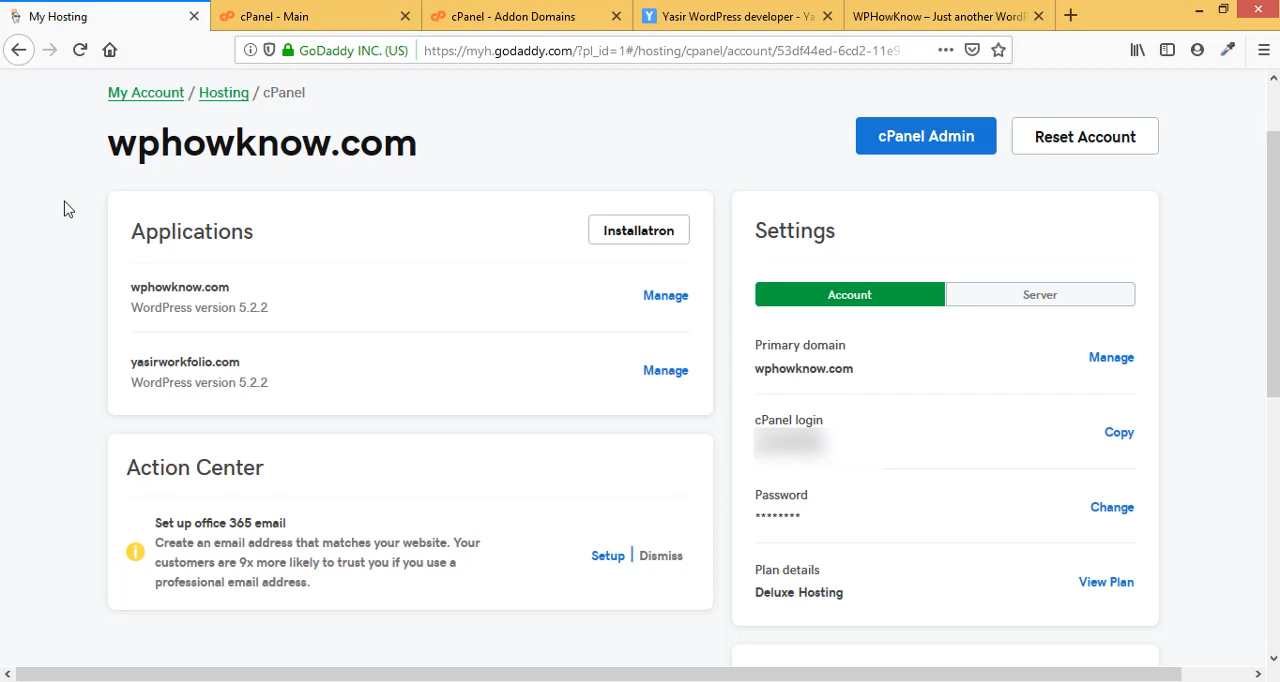 My Hosting
cPanel - Main
cPanel - Addon Domains
Yasir WordPress developer - Ya
WPHowKnow – Just another WordP
GoDaddy INC. (US)
https://myh.godaddy.com/?pl_id=1#/hosting/cpanel/account/53df44ed-6cd2-11e9
My Account / Hosting / cPanel
wphowknow.com
cPanel Admin
Reset Account
Applications
Installatron
wphowknow.com
WordPress version 5.2.2
Manage
yasirworkfolio.com
WordPress version 5.2.2
Manage
Action Center
Set up office 365 email
Create an email address that matches your website. Your
customers are 9x more likely to trust you if you use a
professional email address.
Setup | Dismiss
Settings
Account
Server
Primary domain
wphowknow.com
Manage
cPanel login
Copy
Password
********
Change
Plan details
Deluxe Hosting
View Plan